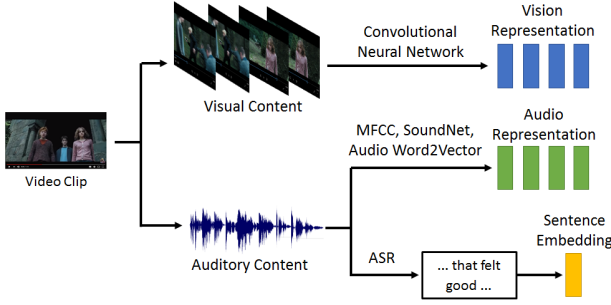 Convolutional
Neural Network
Vision
Representation
Visual Content
Video Clip
MFCC, SoundNet,
Audio Word2Vector
Audio
Representation
Auditory Content
ASR
... that felt
good ...
Sentence
Embedding